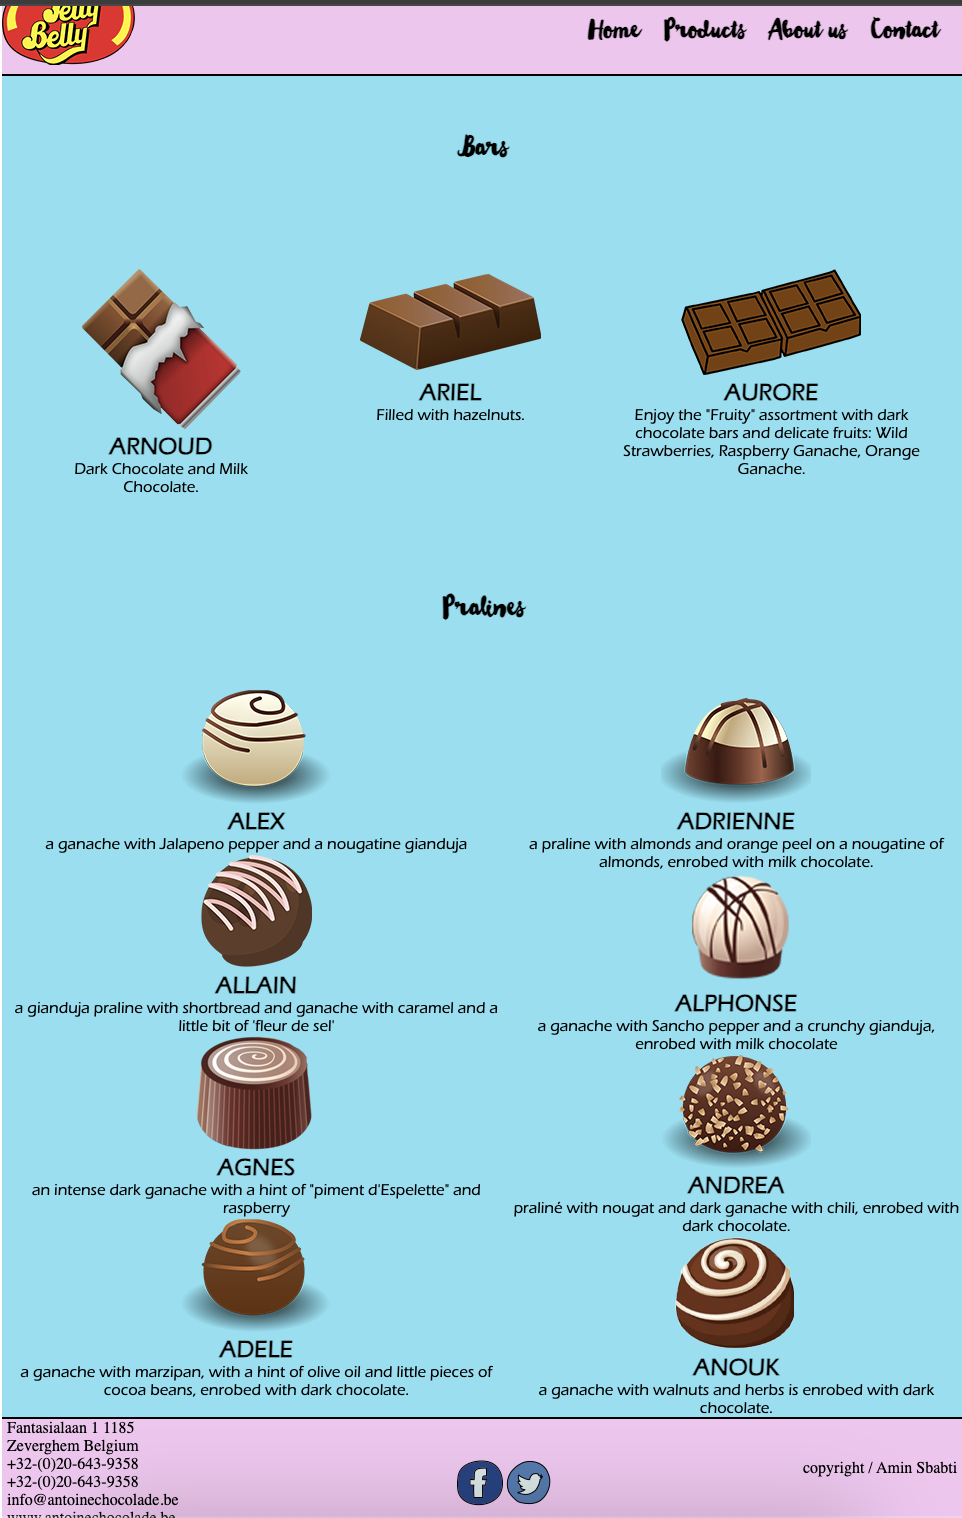 Jelly
Belly
Home Products About us Contact
Bars
ARNOUD
Dark Chocolate and Milk
Chocolate.
ARIEL
Filled with hazelnuts.
AURORE
Enjoy the "Fruity" assortment with dark
chocolate bars and delicate fruits: Wild
Strawberries, Raspberry Ganache, Orange
Ganache.
Pralines
ALEX
a ganache with Jalapeno pepper and a nougatine gianduja
ADRIENNE
a praline with almonds and orange peel on a nougatine of
almonds, enrobed with milk chocolate.
ALLAIN
a gianduja praline with shortbread and ganache with caramel and a
little bit of 'fleur de sel'
ALPHONSE
a ganache with Sancho pepper and a crunchy gianduja,
enrobed with milk chocolate
AGNES
an intense dark ganache with a hint of "piment d'Espelette" and
raspberry
ANDREA
praliné with nougat and dark ganache with chili, enrobed with
dark chocolate.
ADELE
a ganache with marzipan, with a hint of olive oil and little pieces of
cocoa beans, enrobed with dark chocolate.
ANOUK
a ganache with walnuts and herbs is enrobed with dark
chocolate.
Fantasialaan 1 1185
Zeverghem Belgium
+32-(0)20-643-9358
+32-(0)20-643-9358
info@antoinechocolade.be
www.antoinechocolade.be
copyright / Amin Sbabti